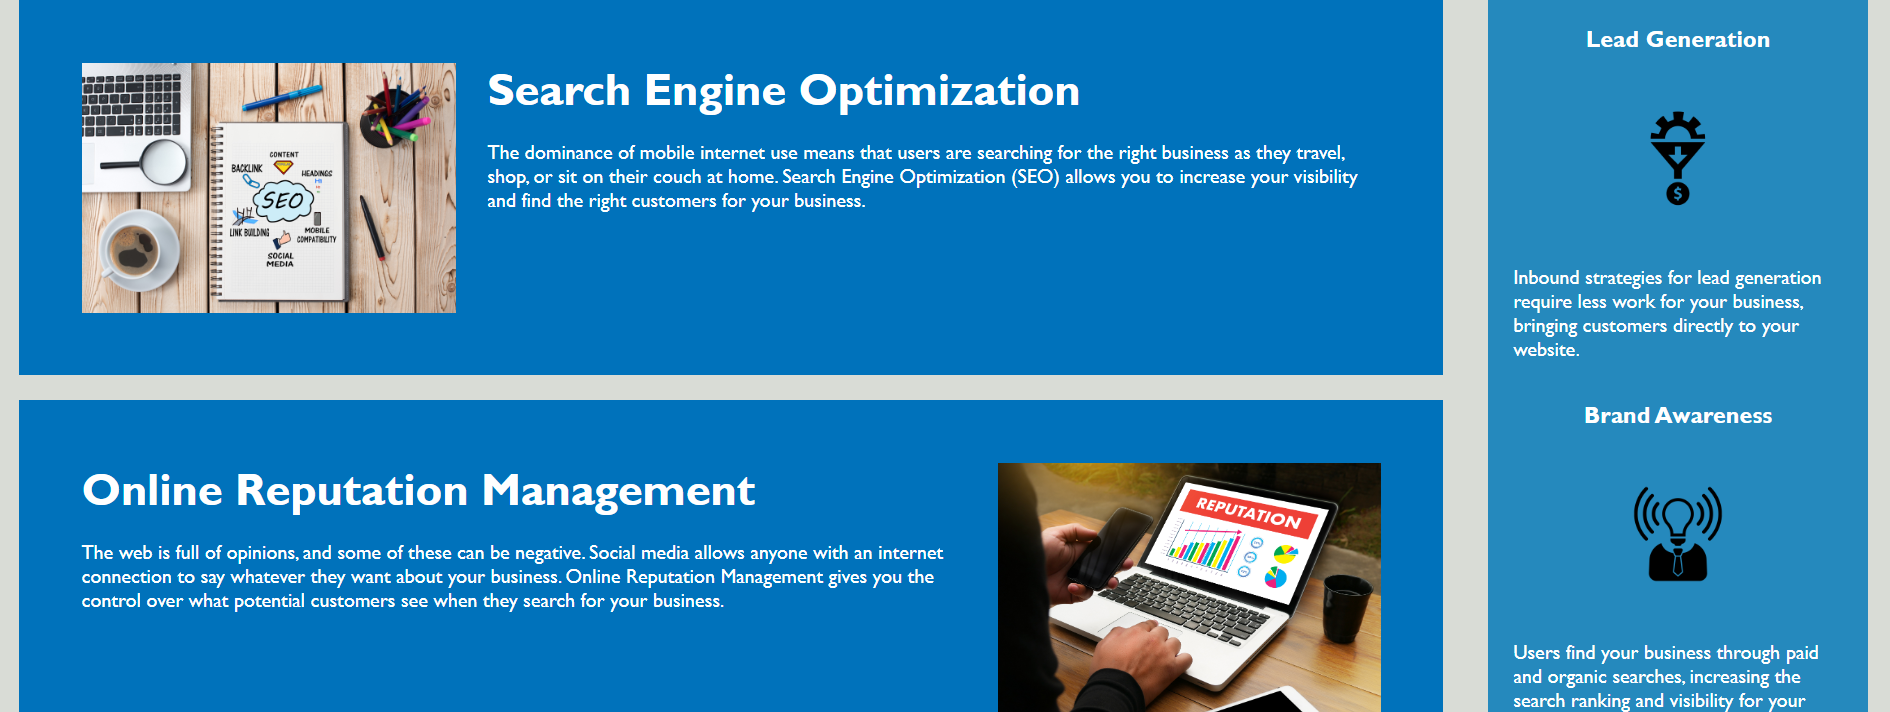 Search Engine Optimization
The dominance of mobile internet use means that users are searching for the right business as they travel,
shop, or sit on their couch at home. Search Engine Optimization (SEO) allows you to increase your visibility
and find the right customers for your business.
CONTENT
BACKLINK
HEADINGS
SEO
LINK BUILDING
MOBILE
COMPATIBILITY
SOCIAL
MEDIA
Online Reputation Management
The web is full of opinions, and some of these can be negative. Social media allows anyone with an internet
connection to say whatever they want about your business. Online Reputation Management gives you the
control over what potential customers see when they search for your business.
REPUTATION
Lead Generation
$
Inbound strategies for lead generation
require less work for your business,
bringing customers directly to your
website.
Brand Awareness
Users find your business through paid
and organic searches, increasing the
search ranking and visibility for your